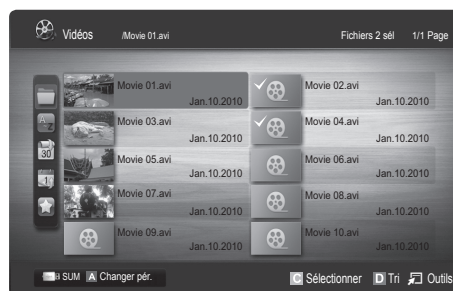 Vidéos /Movie 01.avi Fichiers 2 sél 1/1 Page
Movie 01.avi Movie 02.avi
Jan.10.2010 Jan.10.2010
Movie 03.avi Movie 04.avi
Jan.10.2010 Jan.10.2010
Movie 05.avi Movie 06.avi
30
Jan.10.2010 Jan.10.2010
1
Movie 07.avi Movie 08.avi
Jan.10.2010 Jan.10.2010
Movie 09.avi Movie 10.avi
Jan.10.2010 Jan.10.2010
SUM A Changer pér. C Sélectionner D Tri Outils